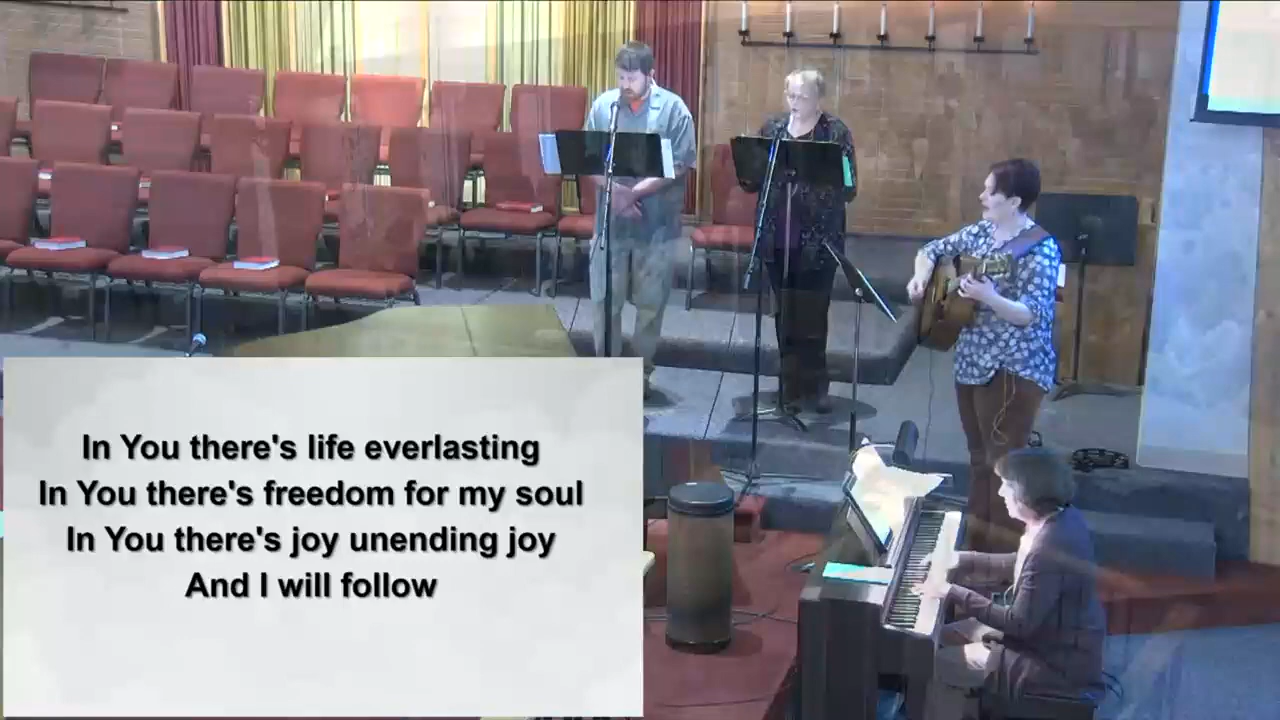 In You there's life everlasting
In You there's freedom for my soul
In You there's joy unending joy
And I will follow